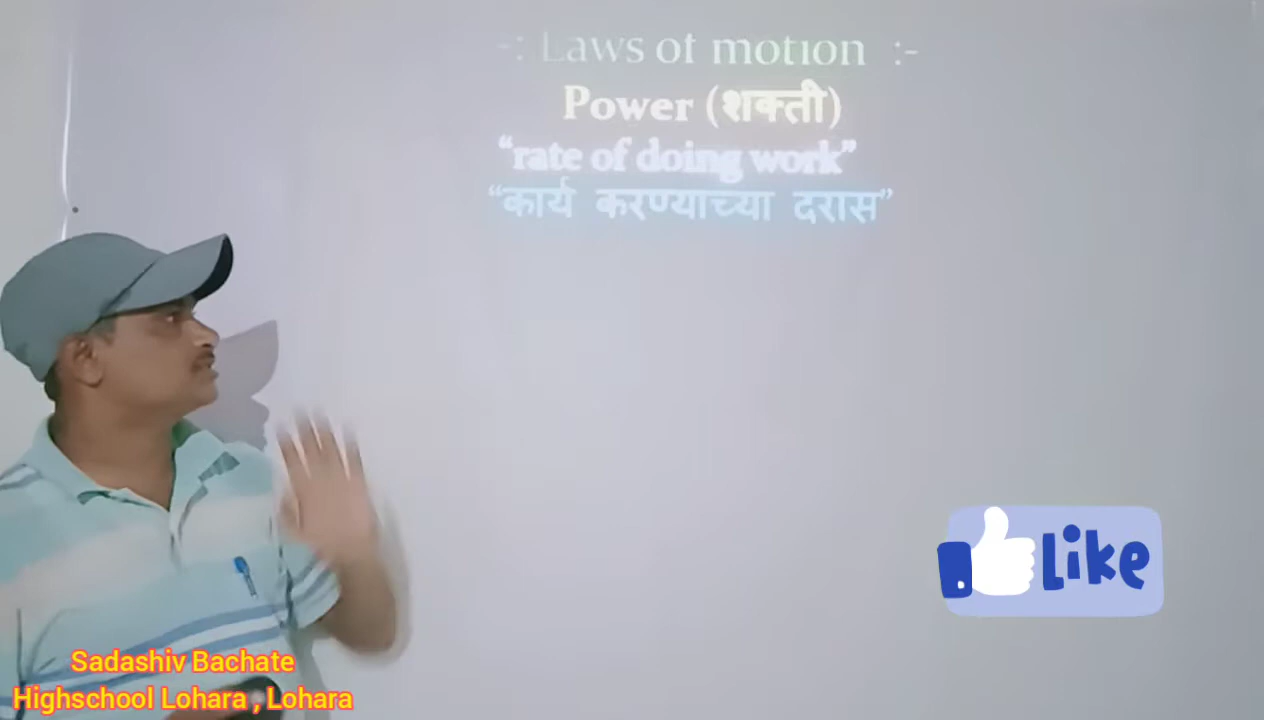 -: Laws of motion :-
Power (शक्ती)
“rate of doing work”
“कार्य करण्याच्या दरास”
Like
Sadashiv Bachate
Highschool Lohara , Lohara